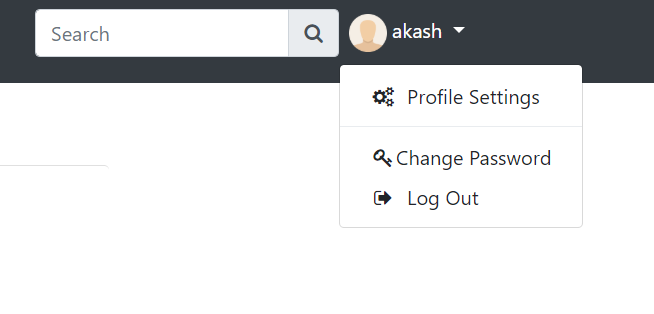 Search
akash
Profile Settings
Change Password
Log Out